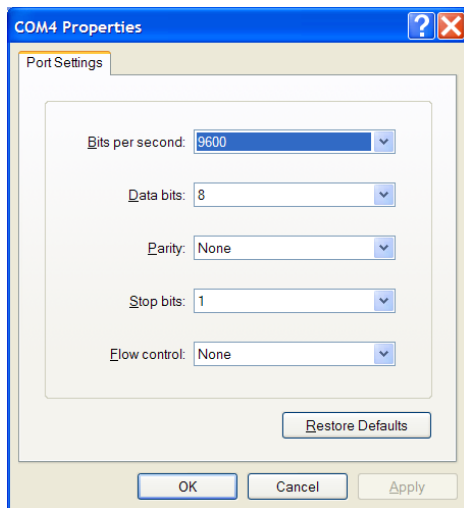 COM4 Properties
Port Settings
Bits per second: 9600
Data bits: 8
Parity: None
Stop bits: 1
Flow control: None
Restore Defaults
OK Cancel Apply